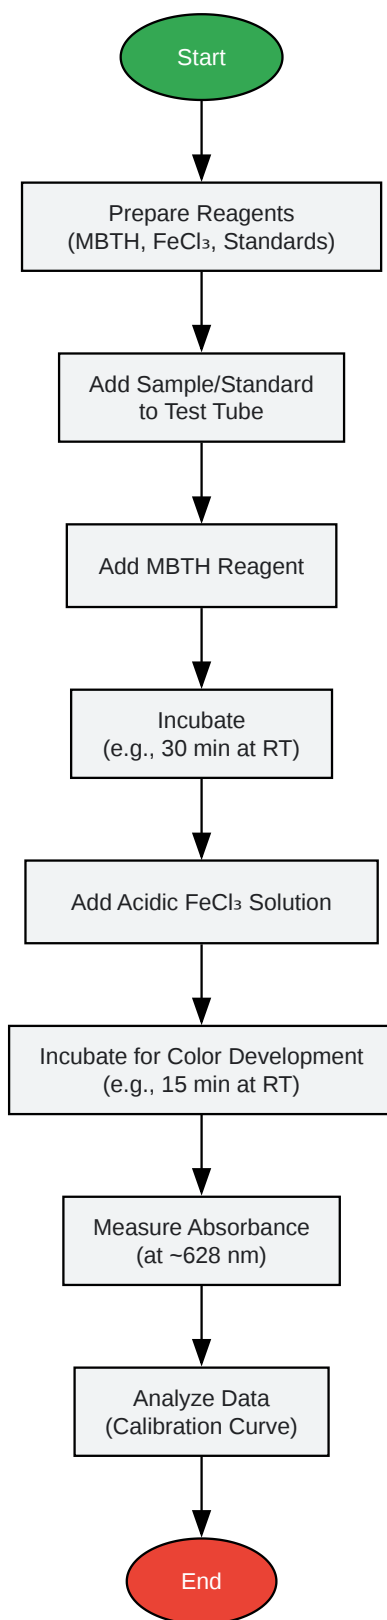 Start
Prepare Reagents
(MBTH, FeCl₃, Standards)
Add Sample/Standard
to Test Tube
Add MBTH Reagent
Incubate
(e.g., 30 min at RT)
Add Acidic FeCl₃ Solution
Incubate for Color Development
(e.g., 15 min at RT)
Measure Absorbance
(at ~628 nm)
Analyze Data
(Calibration Curve)
End